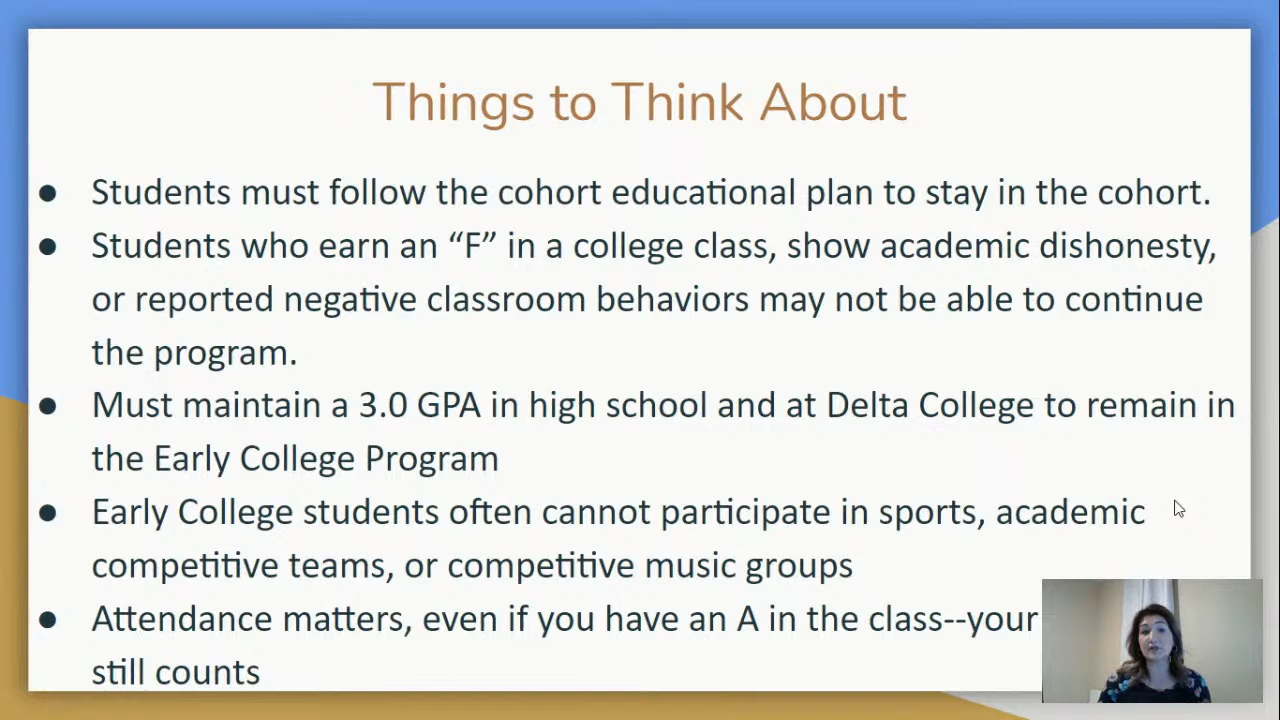 Things to Think About
● Students must follow the cohort educational plan to stay in the cohort.
● Students who earn an “F” in a college class, show academic dishonesty,
or reported negative classroom behaviors may not be able to continue
the program.
● Must maintain a 3.0 GPA in high school and at Delta College to remain in
the Early College Program
● Early College students often cannot participate in sports, academic
competitive teams, or competitive music groups
● Attendance matters, even if you have an A in the class--your
still counts